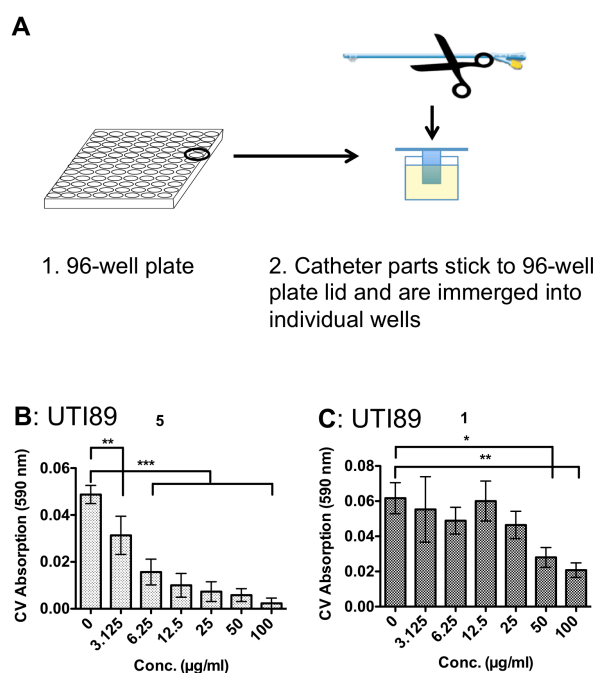 A
1. 96-well plate
2. Catheter parts stick to 96-well
plate lid and are immerged into
individual wells
B: UTI89 5
**
***
0.06
0.04
0.02
0.00
CV Absorption (590 nm)
0 3.125 6.25 12.5 25 50 100
Conc. (µg/ml)
C: UTI89 1
*
**
0.08
0.06
0.04
0.02
0.00
CV Absorption (590 nm)
0 3.125 6.25 12.5 25 50 100
Conc. (µg/ml)